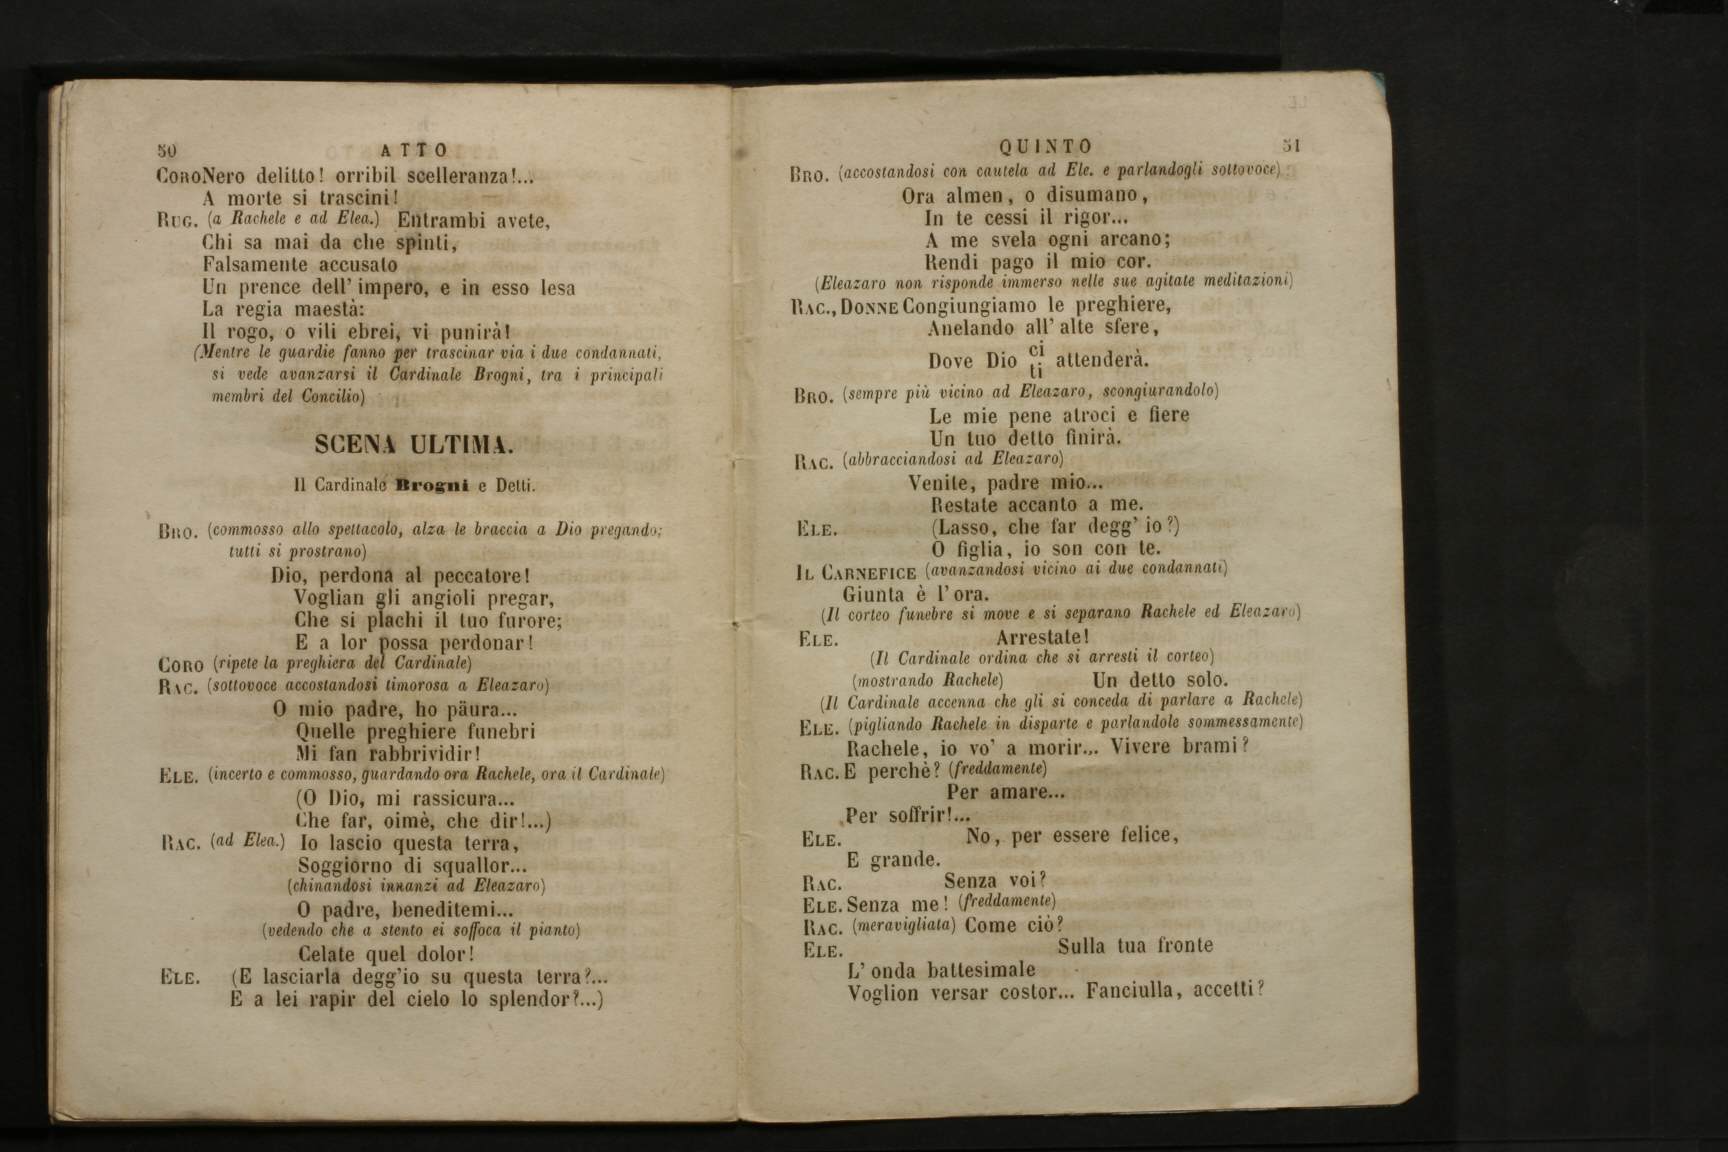 50 ATTO
CORO Nero delitto! orribil scelleranza!...
A morte si trascini!
RUG. (a Rachele e ad Elea.) Entrambi avete,
Chi sa mai da che spinti,
Falsamente accusato
Un prence dell' impero, e in esso lesa
La regia maestà:
Il rogo, o vili ebrei, vi punirà!
(Mentre le guardie fanno per trascinar via i due condannati,
si vede avanzarsi il Cardinale Brogni, tra i principali
membri del Concilio)
SCENA ULTIMA.
Il Cardinale Brogni e Detti.
BRO. (commosso allo spettacolo, alza le braccia a Dio pregando;
tutti si prostrano)
Dio, perdona al peccatore!
Voglian gli angioli pregar,
Che si plachi il tuo furore;
E a lor possa perdonar!
CORO (ripete la preghiera del Cardinale)
RAC. (sottovoce accostandosi timorosa a Eleazaro)
O mio padre, ho päura...
Quelle preghiere funebri
Mi fan rabbrividir!
ELE. (incerto e commosso, guardando ora Rachele, ora il Cardinale)
(O Dio, mi rassicura...
Che far, oimè, che dir!...)
RAC. (ad Elea.) Io lascio questa terra,
Soggiorno di squallor...
(chinandosi innanzi ad Eleazaro)
O padre, beneditemi...
(vedendo che a stento ei soffoca il pianto)
Celate quel dolor!
ELE. (E lasciarla degg'io su questa terra?...
E a lei rapir del cielo lo splendor?...)
QUINTO 51
BRO. (accostandosi con cautela ad Ele. e parlandogli sottovoce)
Ora almen, o disumano,
In te cessi il rigor...
A me svela ogni arcano;
Rendi pago il mio cor.
(Eleazaro non risponde immerso nelle sue agitate meditazioni)
RAC., DONNE Congiungiamo le preghiere,
Anelando all' alte sfere,
Dove Dio ci
ti attenderà.
BRO. (sempre più vicino ad Eleazaro, scongiurandolo)
Le mie pene atroci e fiere
Un tuo detto finirà.
RAC. (abbracciandosi ad Eleazaro)
Venite, padre mio...
Restate accanto a me.
ELE. (Lasso, che far degg' io?)
O figlia, io son con te.
IL CARNEFICE (avanzandosi vicino ai due condannati)
Giunta è l' ora.
(Il corteo funebre si move e si separano Rachele ed Eleazaro)
ELE. Arrestate!
(Il Cardinale ordina che si arresti il corteo)
(mostrando Rachele) Un detto solo.
(Il Cardinale accenna che gli si conceda di parlare a Rachele)
ELE. (pigliando Rachele in disparte e parlandole sommessamente)
Rachele, io vo' a morir... Vivere brami?
RAC. E perchè? (freddamente)
Per amare...
Per soffrir!...
ELE. No, per essere felice,
E grande.
RAC. Senza voi?
ELE. Senza me! (freddamente)
RAC. (meravigliata) Come ciò?
ELE. Sulla tua fronte
L' onda battesimale
Voglion versar costor... Fanciulla, accetti?